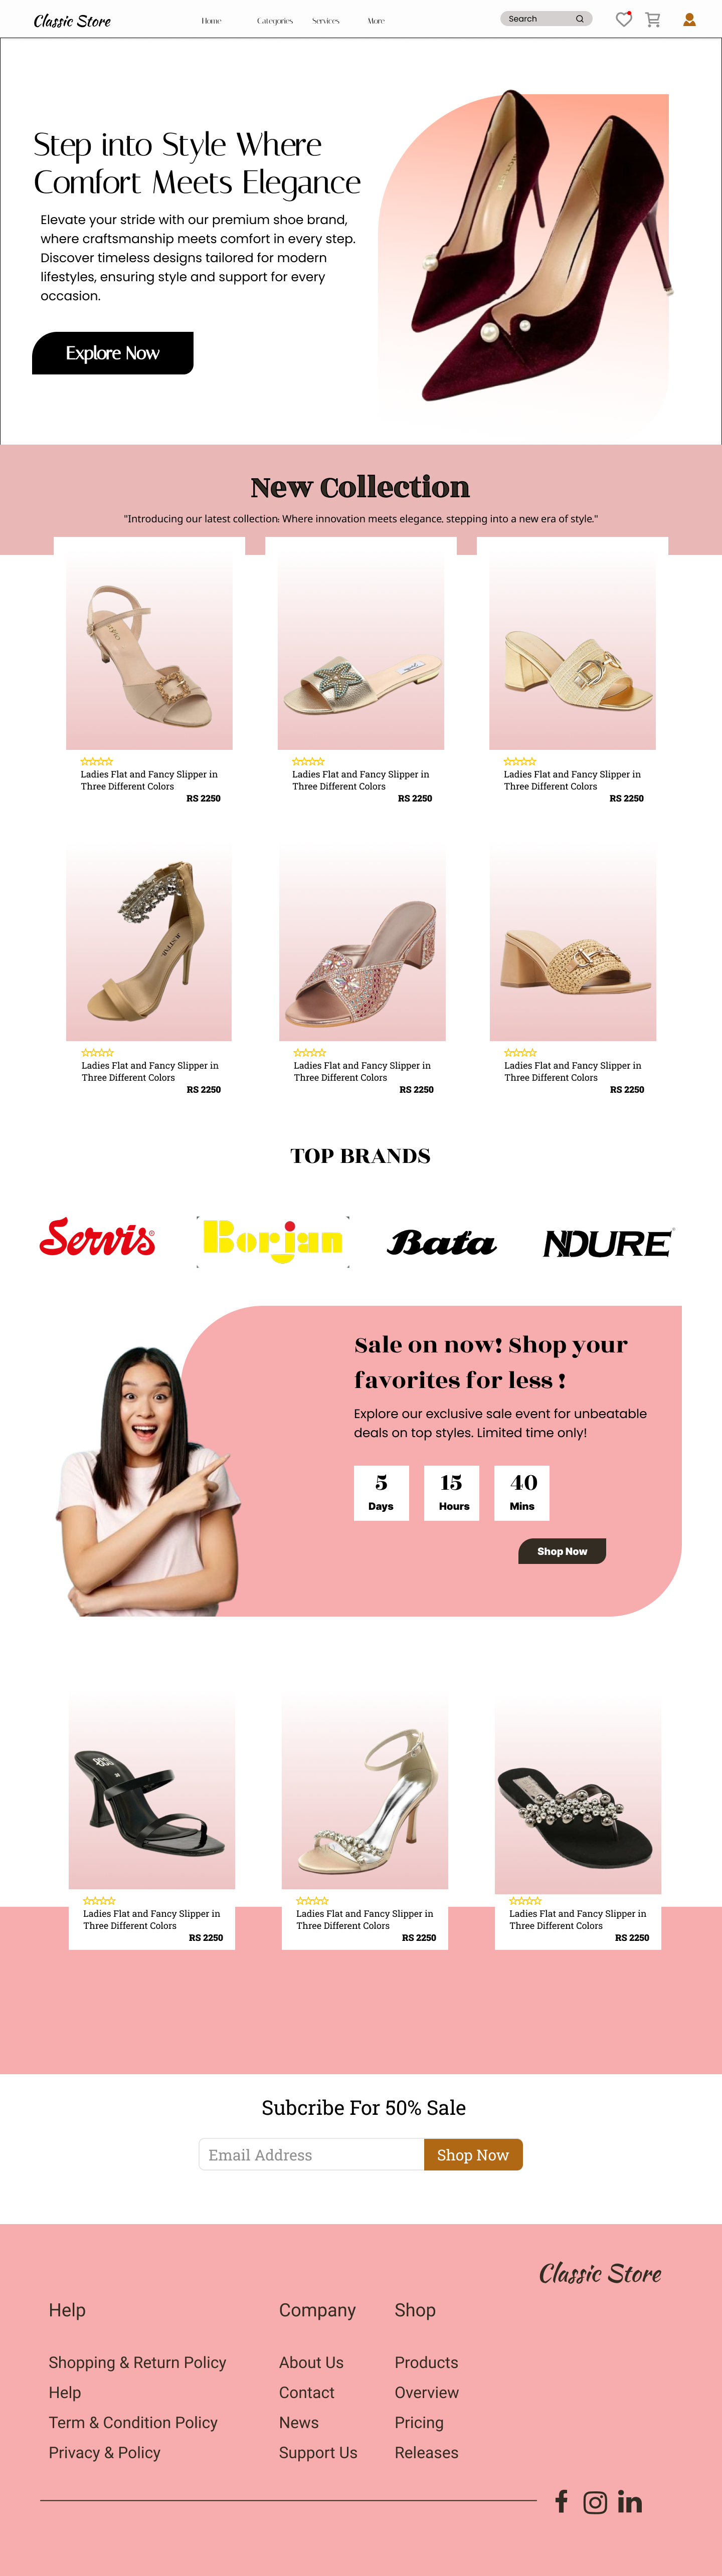 Classic Store
Home Categories Services More
Search
Step into Style Where
Comfort Meets Elegance
Elevate your stride with our premium shoe brand,
where craftsmanship meets comfort in every step.
Discover timeless designs tailored for modern
lifestyles, ensuring style and support for every
occasion.
Explore Now
New Collection
"Introducing our latest collection: Where innovation meets elegance, stepping into a new era of style."
Ladies Flat and Fancy Slipper in
Three Different Colors
RS 2250
Ladies Flat and Fancy Slipper in
Three Different Colors
RS 2250
Ladies Flat and Fancy Slipper in
Three Different Colors
RS 2250
Ladies Flat and Fancy Slipper in
Three Different Colors
RS 2250
Ladies Flat and Fancy Slipper in
Three Different Colors
RS 2250
Ladies Flat and Fancy Slipper in
Three Different Colors
RS 2250
TOP BRANDS
Servis®
Borjan
Bata
NDURE
Sale on now! Shop your
favorites for less !
Explore our exclusive sale event for unbeatable
deals on top styles. Limited time only!
5 15 40
Days Hours Mins
Shop Now
Ladies Flat and Fancy Slipper in
Three Different Colors
RS 2250
Ladies Flat and Fancy Slipper in
Three Different Colors
RS 2250
Ladies Flat and Fancy Slipper in
Three Different Colors
RS 2250
Subcribe For 50% Sale
Email Address
Shop Now
Classic Store
Help
Shopping & Return Policy
Help
Term & Condition Policy
Privacy & Policy
Company
About Us
Contact
News
Support Us
Shop
Products
Overview
Pricing
Releases